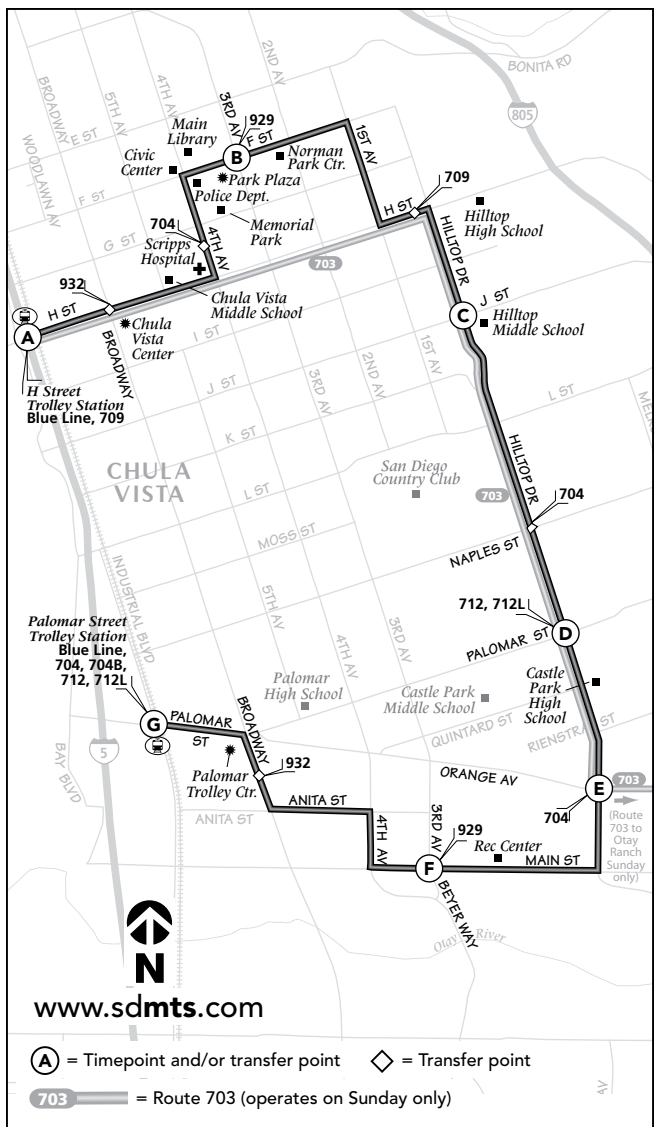 BONITA RD
805
2ND AV
BROADWAY
5TH AV
4TH AV
3RD AV
929
1ST AV
WOODLAWN AV
E ST
Main
Library
F ST
B
Norman
Park Ctr.
Civic
Center
Park Plaza
Police Dept.
709
F ST
Memorial
Park
H ST
Hilltop
High School
G ST
704
Scripps
Hospital
4TH AV
703
HILLTOP DR
932
H ST
Chula Vista
Middle School
C
J ST
Hilltop
Middle School
A
BROADWAY
Chula
Vista
Center
I ST
H Street
Trolley Station
Blue Line, 709
J ST
3RD AV
2ND AV
1ST AV
L ST
K ST
HILLTOP DR
CHULA
VISTA
San Diego
Country Club
703
704
L ST
MOSS ST
NAPLES ST
INDUSTRIAL BLVD
5TH AV
4TH AV
3RD AV
712, 712L
D
PALOMAR ST
Palomar Street
Trolley Station
Blue Line,
704, 704B,
712, 712L
Palomar
High School
Castle Park
Middle School
Castle
Park
High
School
G
PALOMAR
ST
BROADWAY
QUINTARD ST
RIENSTRA ST
5
BAY BLVD
Palomar
Trolley Ctr.
932
ORANGE AV
E
703
704
(Route
703 to
Otay
Ranch
Sunday
only)
ANITA ST
ANITA ST
4TH AV
3RD AV
929
Rec Center
F
MAIN ST
BEYER WAY
Otay River
N
www.sdmts.com
A = Timepoint and/or transfer point
= Transfer point
703 = Route 703 (operates on Sunday only)
AV